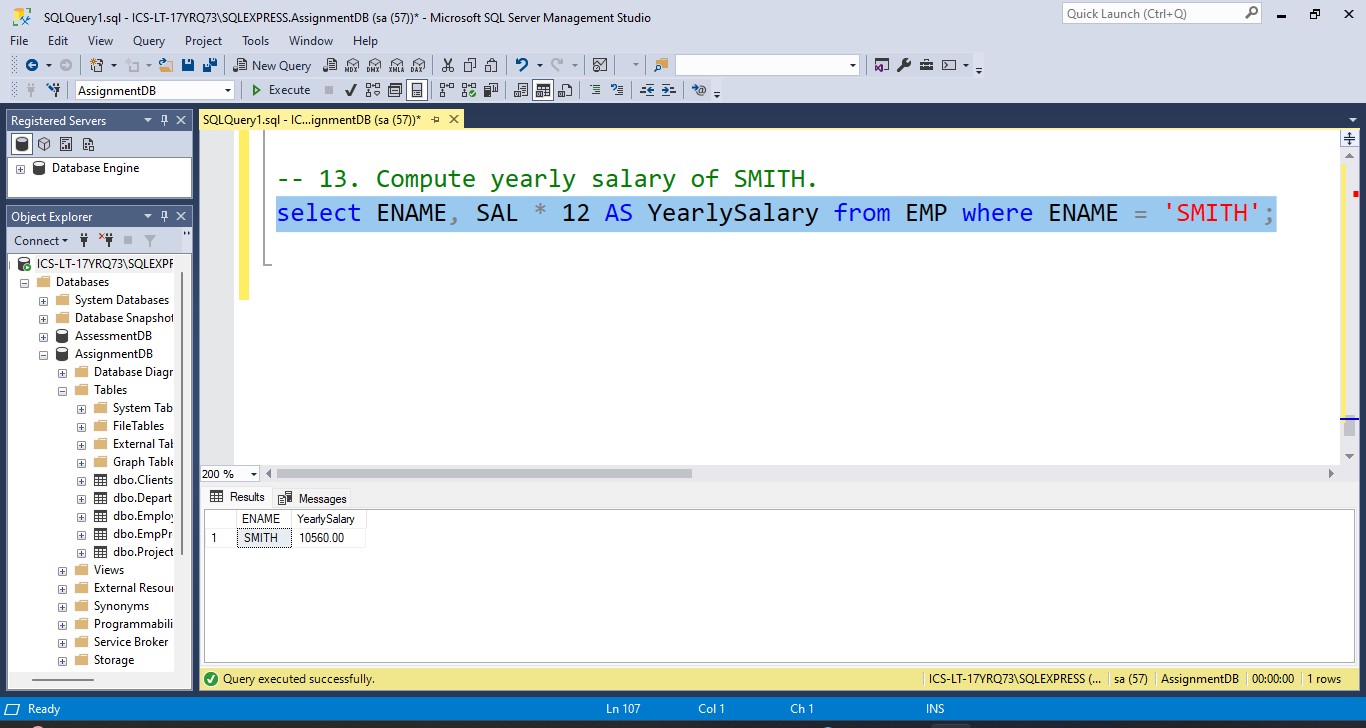 SQLQuery1.sql - ICS-LT-17YRQ73\SQLEXPRESS.AssignmentDB (sa (57))* - Microsoft SQL Server Management Studio
Quick Launch (Ctrl+Q)
File Edit View Query Project Tools Window Help
New Query MDX DMX XMLA DAX
AssignmentDB Execute
Registered Servers
SQLQuery1.sql - IC...ignmentDB (sa (57))*
Database Engine
-- 13. Compute yearly salary of SMITH.
select ENAME, SAL * 12 AS YearlySalary from EMP where ENAME = 'SMITH';
Object Explorer
Connect
ICS-LT-17YRQ73\SQLEXPF
Databases
System Databases
Database Snapshot
AssessmentDB
AssignmentDB
Database Diagr
Tables
System Tab
FileTables
External Tal
Graph Table
dbo.Clients
dbo.Depart
dbo.Employ
dbo.EmpPr
dbo.Project
Views
External Resour
Synonyms
Programmabili
Service Broker
Storage
200 %
Results Messages
ENAME YearlySalary
1 SMITH 10560.00
Query executed successfully. ICS-LT-17YRQ73\SQLEXPRESS (... sa (57) AssignmentDB 00:00:00 1 rows
Ready Ln 107 Col 1 Ch 1 INS